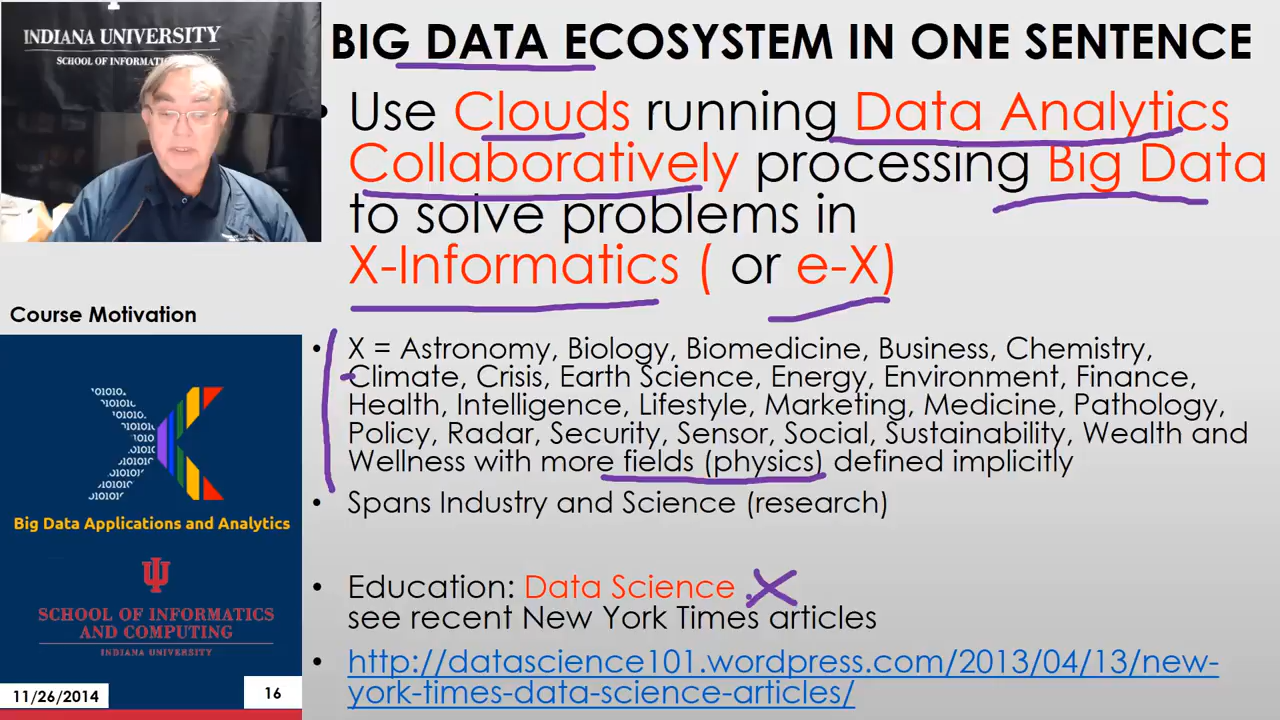 INDIANA UNIVERSITY
SCHOOL OF INFORMAT
BIG DATA ECOSYSTEM IN ONE SENTENCE
• Use Clouds running Data Analytics
Collaboratively processing Big Data
to solve problems in
X-Informatics ( or e-X)
Course Motivation
• X = Astronomy, Biology, Biomedicine, Business, Chemistry,
Climate, Crisis, Earth Science, Energy, Environment, Finance,
Health, Intelligence, Lifestyle, Marketing, Medicine, Pathology,
Policy, Radar, Security, Sensor, Social, Sustainability, Wealth and
Wellness with more fields (physics) defined implicitly
• Spans Industry and Science (research)
• Education: Data Science
see recent New York Times articles
• http://datascience101.wordpress.com/2013/04/13/new-
york-times-data-science-articles/
Big Data Applications and Analytics
SCHOOL OF INFORMATICS
AND COMPUTING
INDIANA UNIVERSITY
11/26/2014
16